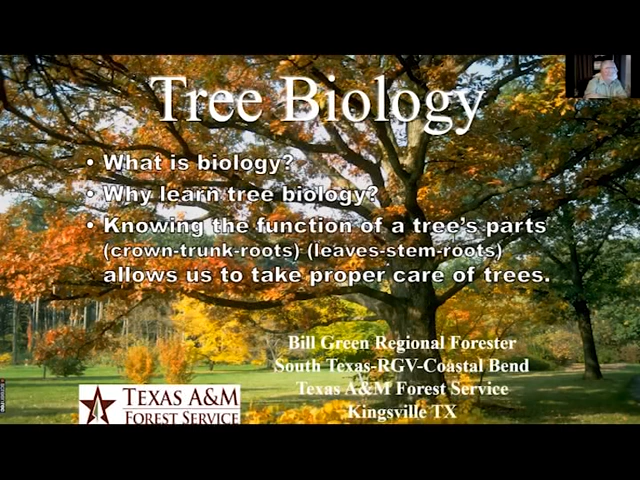 Tree Biology
• What is biology?
• Why learn tree biology?
• Knowing the function of a tree's parts
(crown-trunk-roots) (leaves-stem-roots)
allows us to take proper care of trees.
Bill Green Regional Forester
South Texas-RGV-Coastal Bend
Texas A&M Forest Service
Kingsville TX
TEXAS A&M
FOREST SERVICE